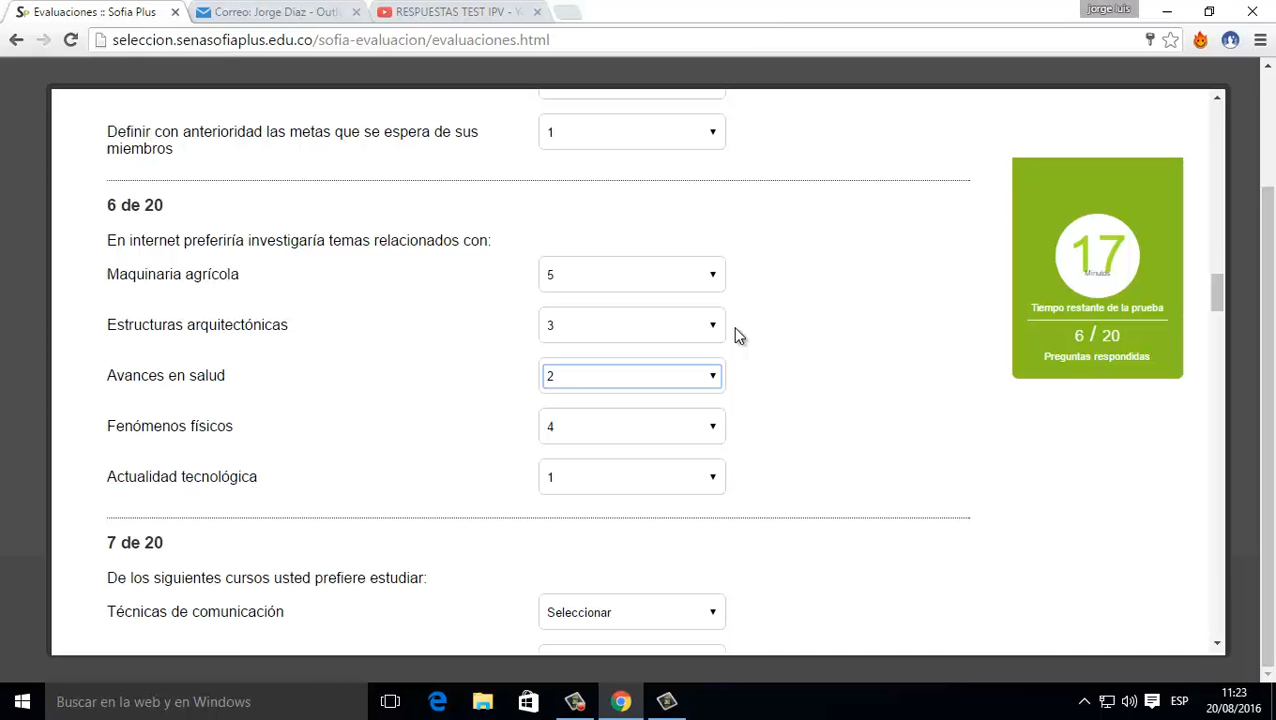 Evaluaciones :: Sofia Plus
Correo: Jorge Diaz - Outl
RESPUESTAS TEST IPV - Y
jorge luis
seleccion.senasofiaplus.edu.co/sofia-evaluacion/evaluaciones.html
Definir con anterioridad las metas que se espera de sus
miembros
1
6 de 20
En internet preferiría investigaría temas relacionados con:
Maquinaria agrícola
5
Estructuras arquitectónicas
3
Avances en salud
2
Fenómenos físicos
4
Actualidad tecnológica
1
7 de 20
De los siguientes cursos usted prefiere estudiar:
Técnicas de comunicación
Seleccionar
17
Minutos
Tiempo restante de la prueba
6 / 20
Preguntas respondidas
Buscar en la web y en Windows
ESP
11:23
20/08/2016